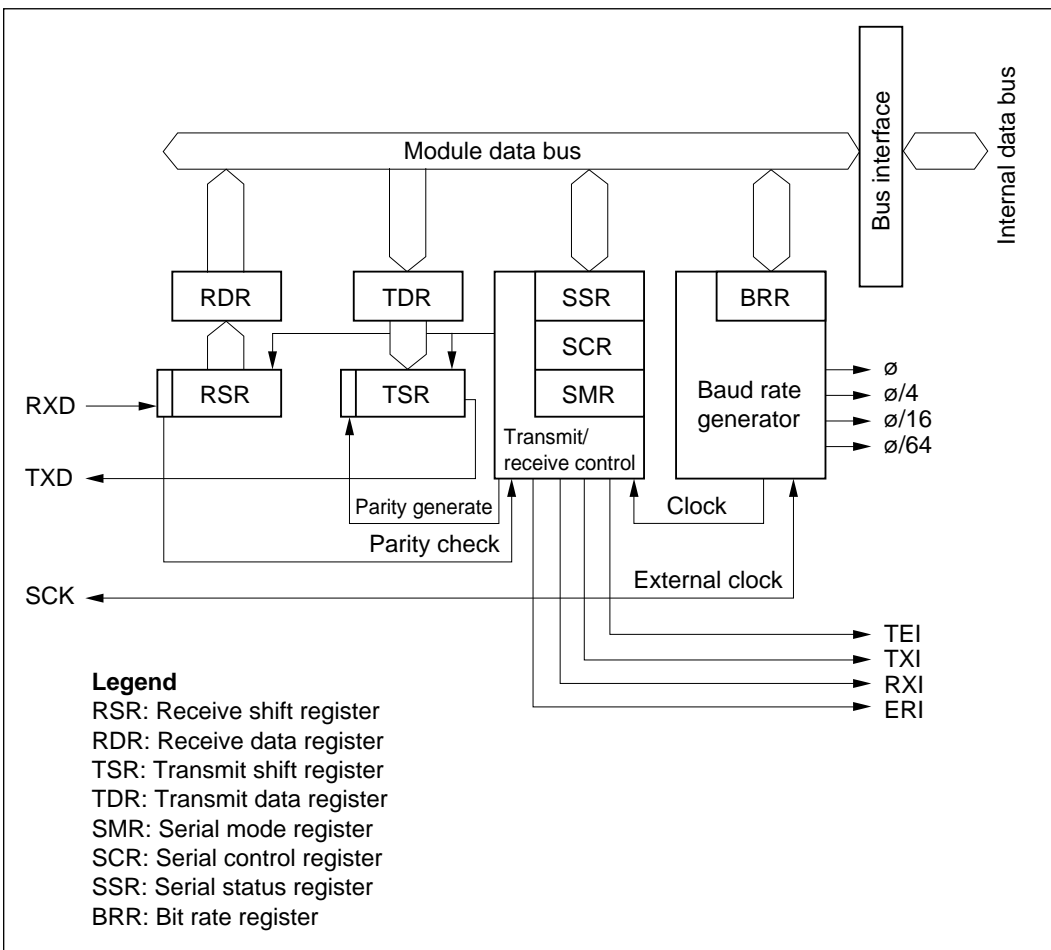 Module data bus
Bus interface
Internal data bus
RDR
TDR
SSR
BRR
SCR
RSR
TSR
SMR
Baud rate
generator
ø
ø/4
ø/16
ø/64
RXD
TXD
Transmit/
receive control
Parity generate
Clock
Parity check
External clock
SCK
TEI
TXI
RXI
ERI
Legend
RSR: Receive shift register
RDR: Receive data register
TSR: Transmit shift register
TDR: Transmit data register
SMR: Serial mode register
SCR: Serial control register
SSR: Serial status register
BRR: Bit rate register